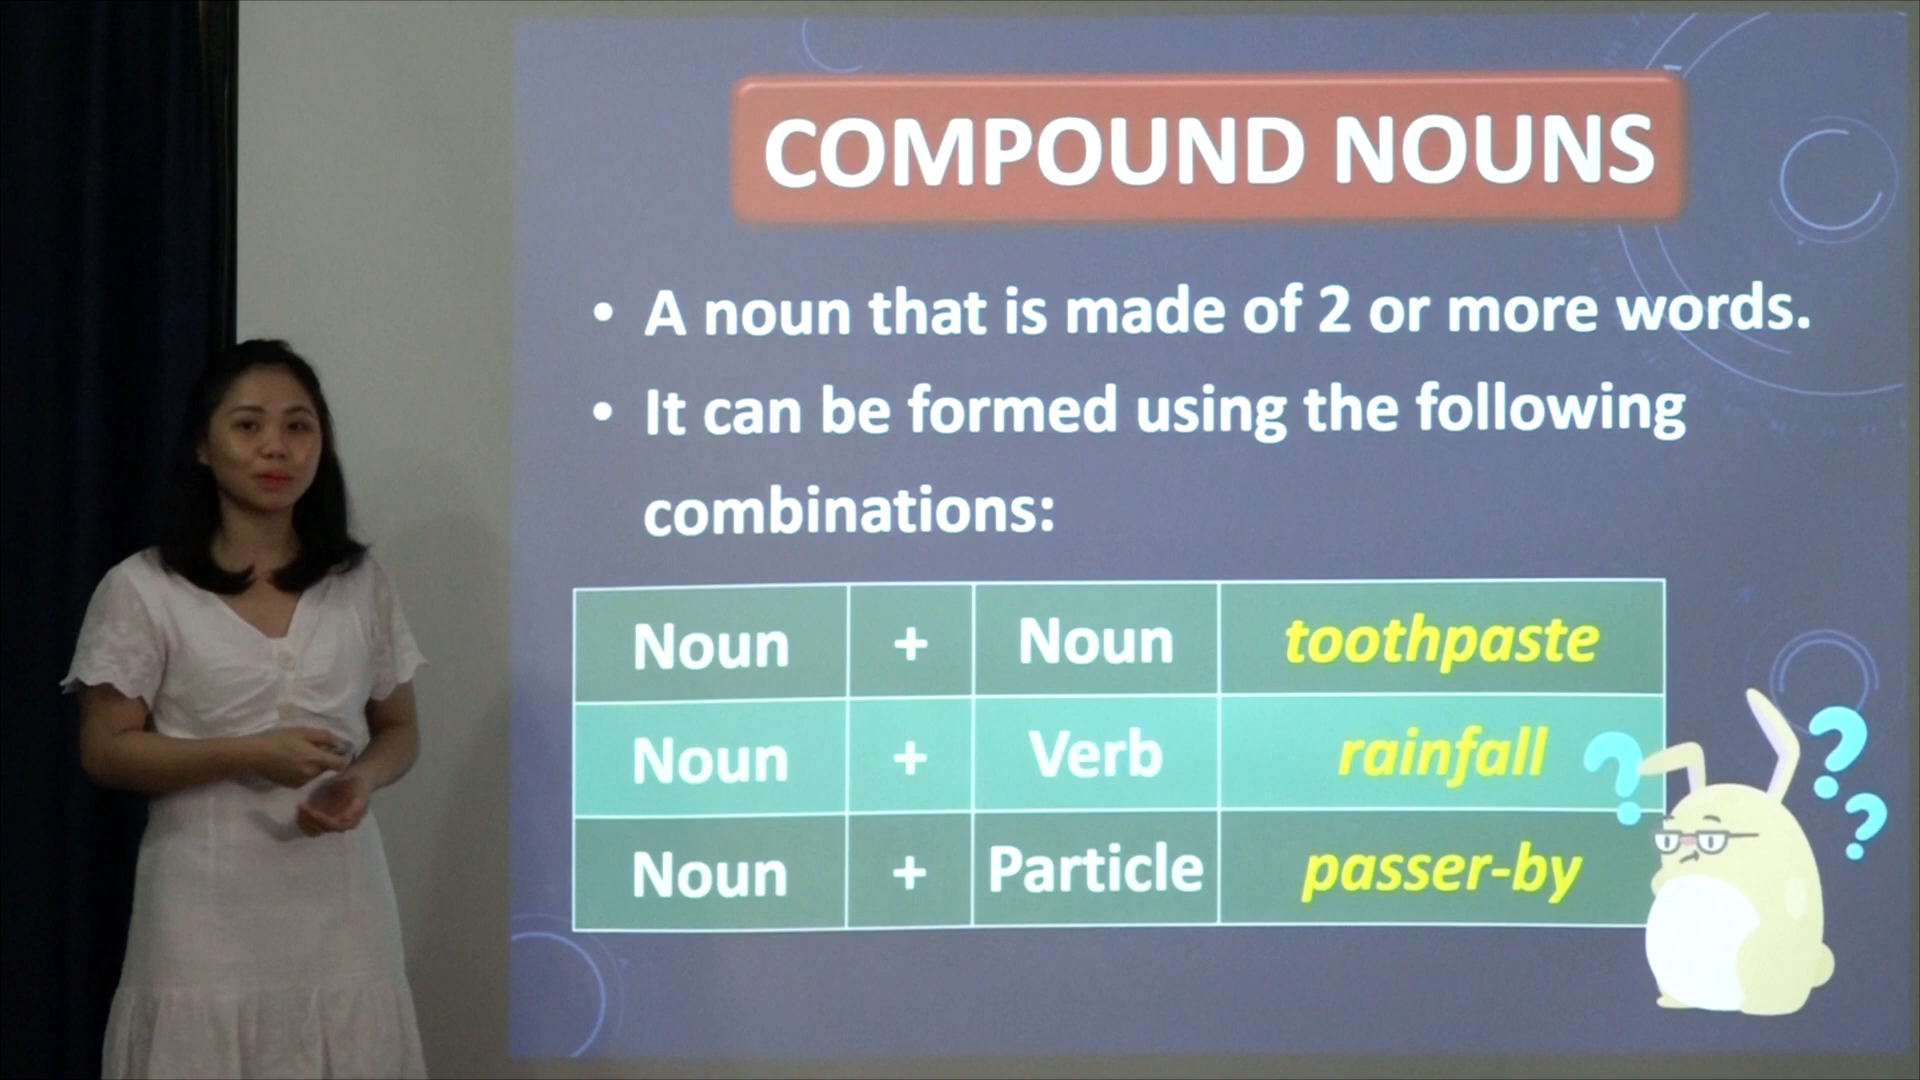 COMPOUND NOUNS
• A noun that is made of 2 or more words.
• It can be formed using the following
combinations:
Noun + Noun toothpaste
Noun + Verb rainfall
Noun + Particle passer-by
? ? ?